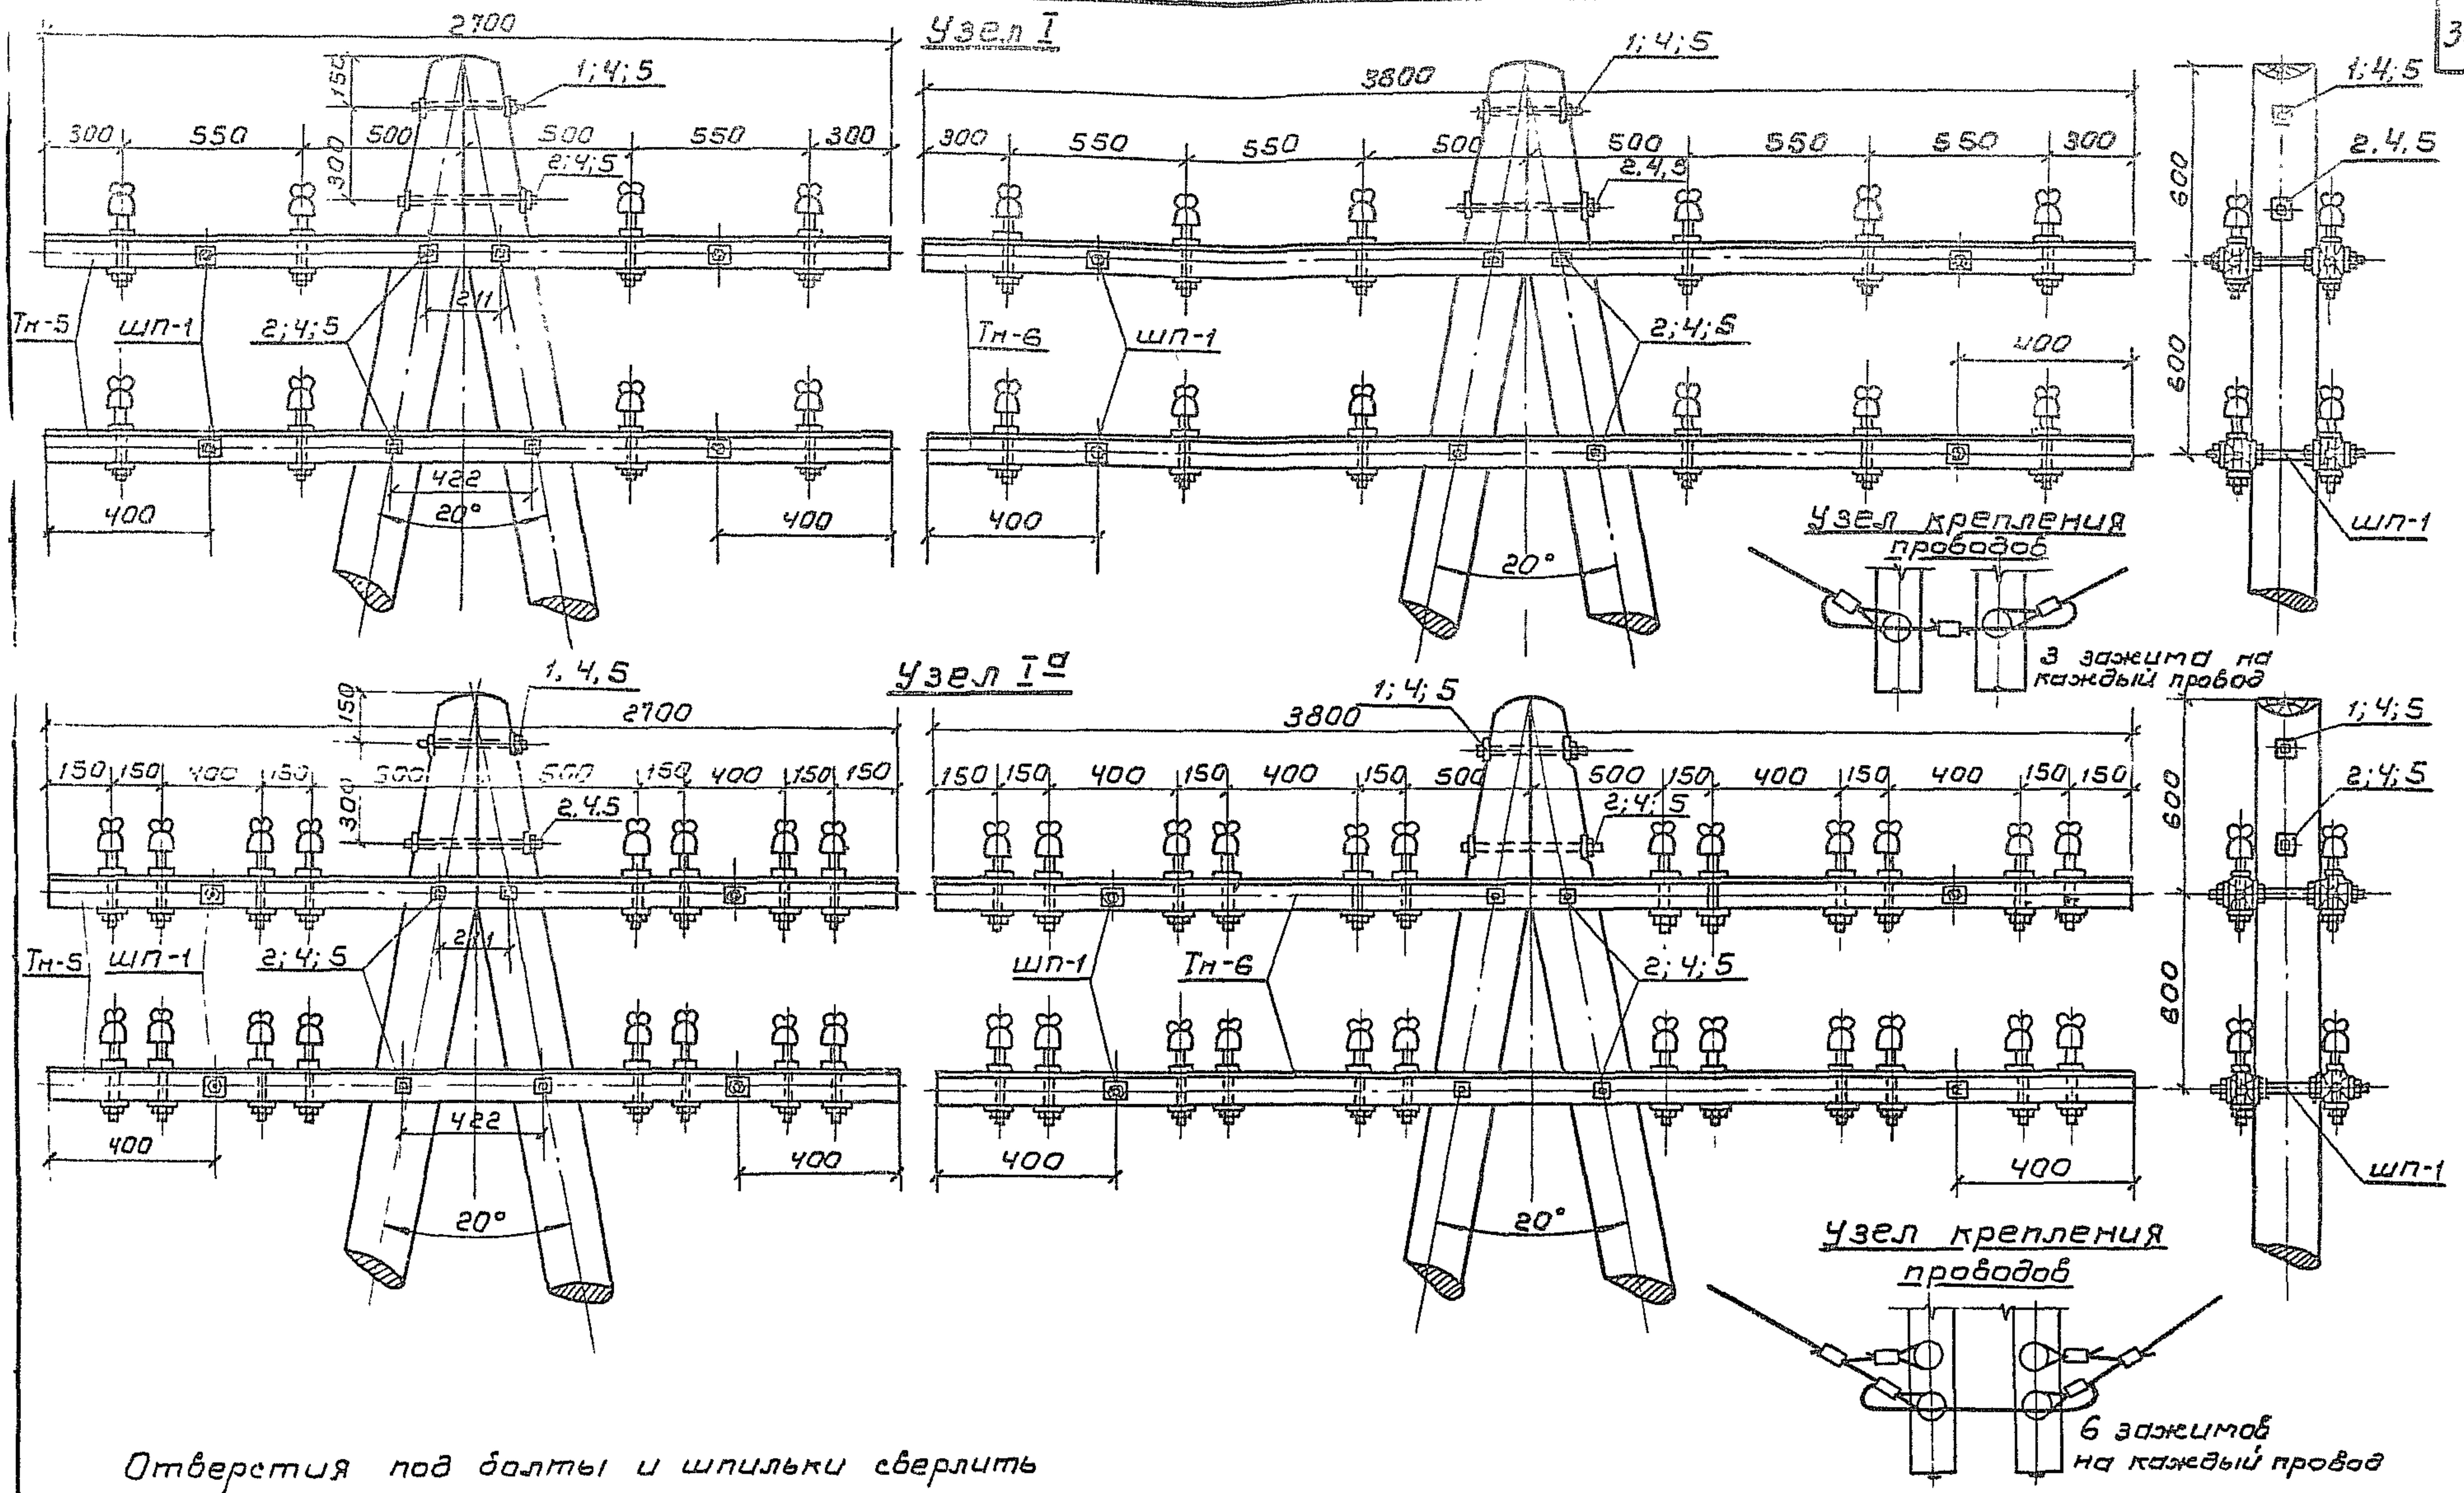 Узел I
3
2700
150
1; 4; 5
300 550 500 500 550 300
300
2; 4; 5
211
Тн-5
шп-1
2; 4; 5
422
400
20°
400
3800
1; 4; 5
300 550 550 500 500 550 550 300
2. 4. 5
Тн-6
шп-1
2; 4; 5
400
400
20°
1; 4; 5
2. 4. 5
600
600
шп-1
Узел крепления
проводов
3 зажима на
каждый провод
Узел Iа
1, 4, 5
150
2700
150 150 400 150 500 500 150 400 150 150
300
2. 4. 5
211
Тн-5
шп-1
2; 4; 5
422
400
400
20°
1; 4; 5
3800
150 150 400 150 400 150 500 500 150 400 150 400 150 150
2; 4; 5
шп-1
Тн-6
2; 4; 5
400
400
20°
1; 4; 5
2; 4; 5
600
600
шп-1
Узел крепления
проводов
6 зажимов
на каждый провод
Отверстия под болты и шпильки сверлить